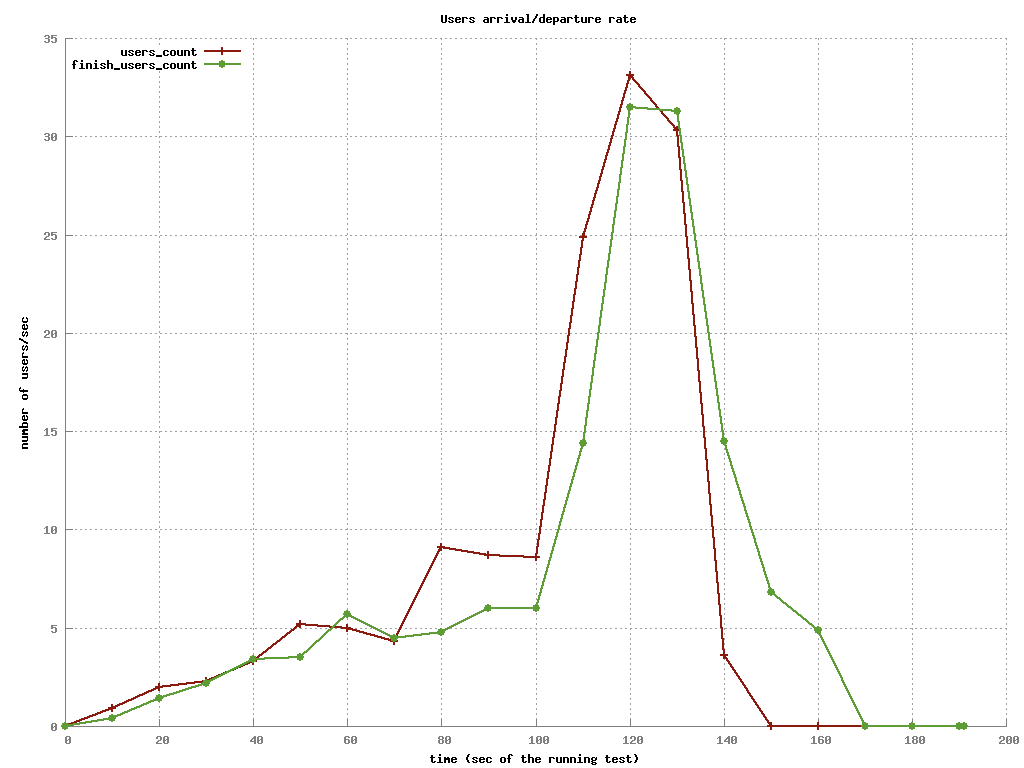 Users arrival/departure rate
users_count
finish_users_count
35
30
25
20
15
10
5
0
number of users/sec
0 20 40 60 80 100 120 140 160 180 200
time (sec of the running test)